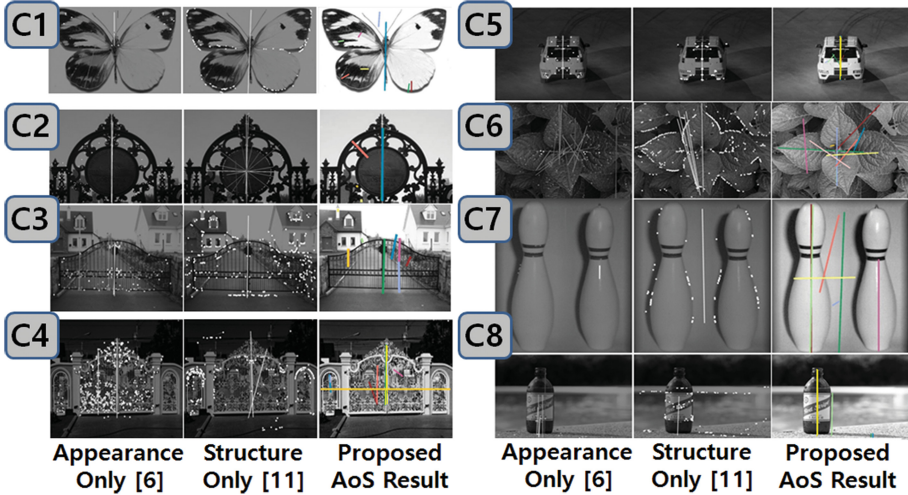 C1
C2
C3
C4
Appearance Only [6]
Structure Only [11]
Proposed AoS Result
C5
C6
C7
C8
Appearance Only [6]
Structure Only [11]
Proposed AoS Result